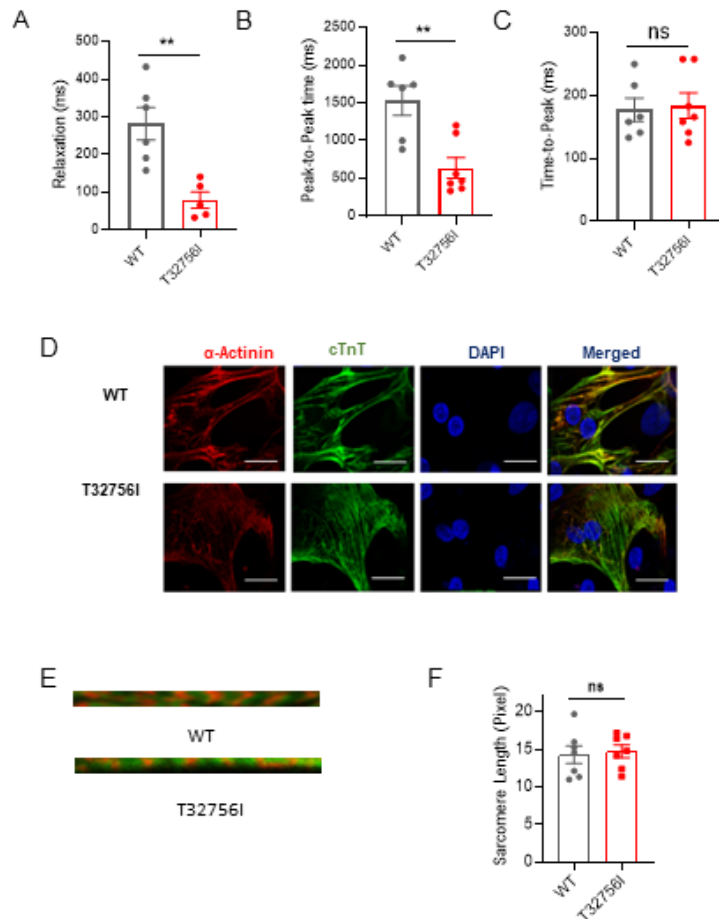 A
**
Relaxation (ms)
500
400
300
200
100
0
WT
T32756I
B
**
Peak-to-Peak time (ms)
2500
2000
1500
1000
500
0
WT
T32756I
C
ns
Time-to-Peak (ms)
300
200
100
0
WT
T32756I
D
α-Actinin cTnT DAPI Merged
WT
T32756I
E
WT
T32756I
F
ns
Sarcomere Length (Pixel)
20
15
10
5
0
WT
T32756I